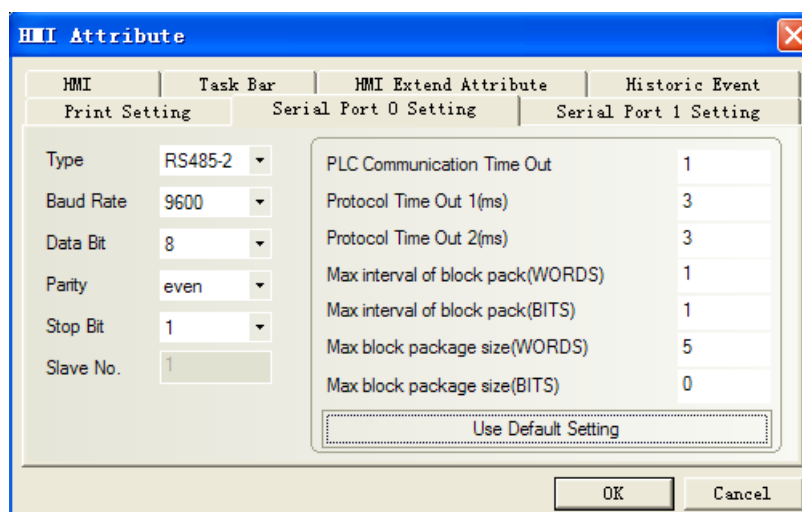 HMI Attribute
HMI
Task Bar
HMI Extend Attribute
Historic Event
Print Setting
Serial Port 0 Setting
Serial Port 1 Setting
Type RS485-2
Baud Rate 9600
Data Bit 8
Parity even
Stop Bit 1
Slave No. 1
PLC Communication Time Out 1
Protocol Time Out 1(ms) 3
Protocol Time Out 2(ms) 3
Max interval of block pack(WORDS) 1
Max interval of block pack(BITS) 1
Max block package size(WORDS) 5
Max block package size(BITS) 0
Use Default Setting
OK
Cancel